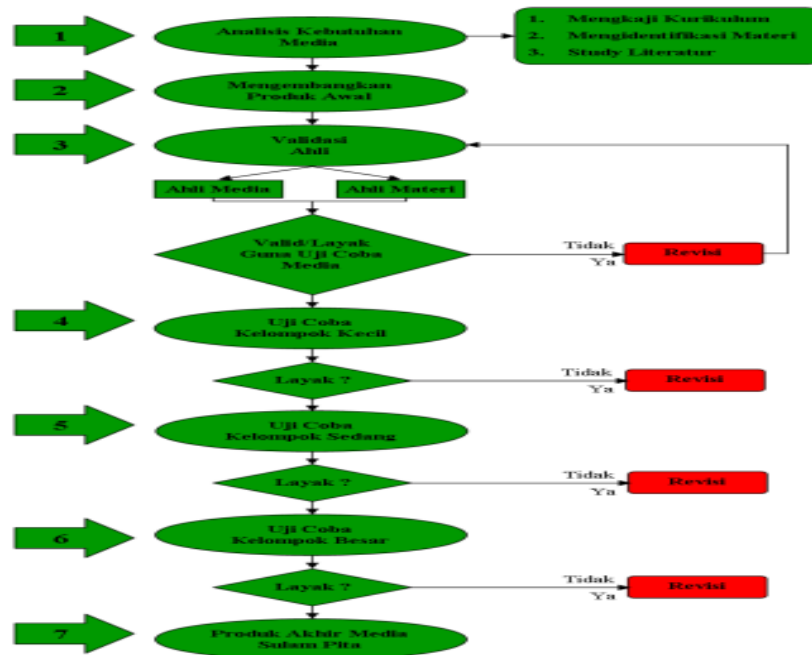 1
Analisis Kebutuhan
Media
1. Mengkaji Kurikulum
2. Mengidentifikasi Materi
3. Study Literatur
2
Mengembangkan
Produk Awal
3
Validasi
Ahli
Ahli Media
Ahli Materi
Valid/Layak
Guna Uji Coba
Media
Tidak
Ya
Revisi
4
Uji Coba
Kelompok Kecil
Layak ?
Tidak
Ya
Revisi
5
Uji Coba
Kelompok Sedang
Layak ?
Tidak
Ya
Revisi
6
Uji Coba
Kelompok Besar
Layak ?
Tidak
Ya
Revisi
7
Produk Akhir Media
Sulam Pita